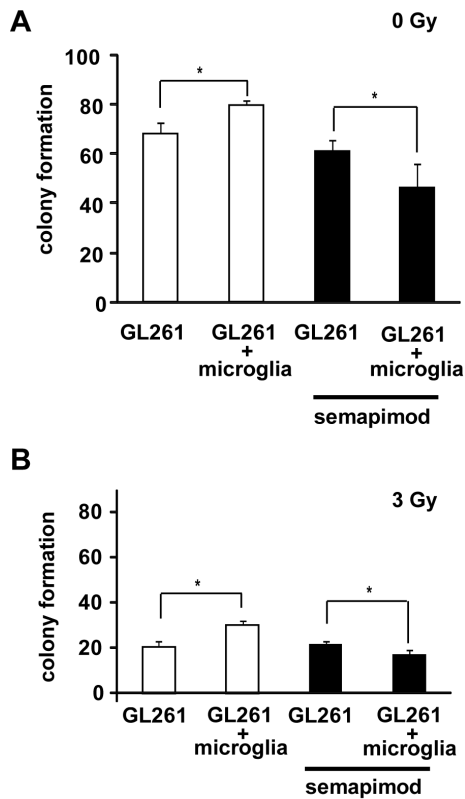 A
0 Gy
colony formation
100
80
60
40
20
0
*
*
GL261
GL261
+
microglia
GL261
GL261
+
microglia
semapimod
B
3 Gy
colony formation
80
60
40
20
0
*
*
GL261
GL261
+
microglia
GL261
GL261
+
microglia
semapimod